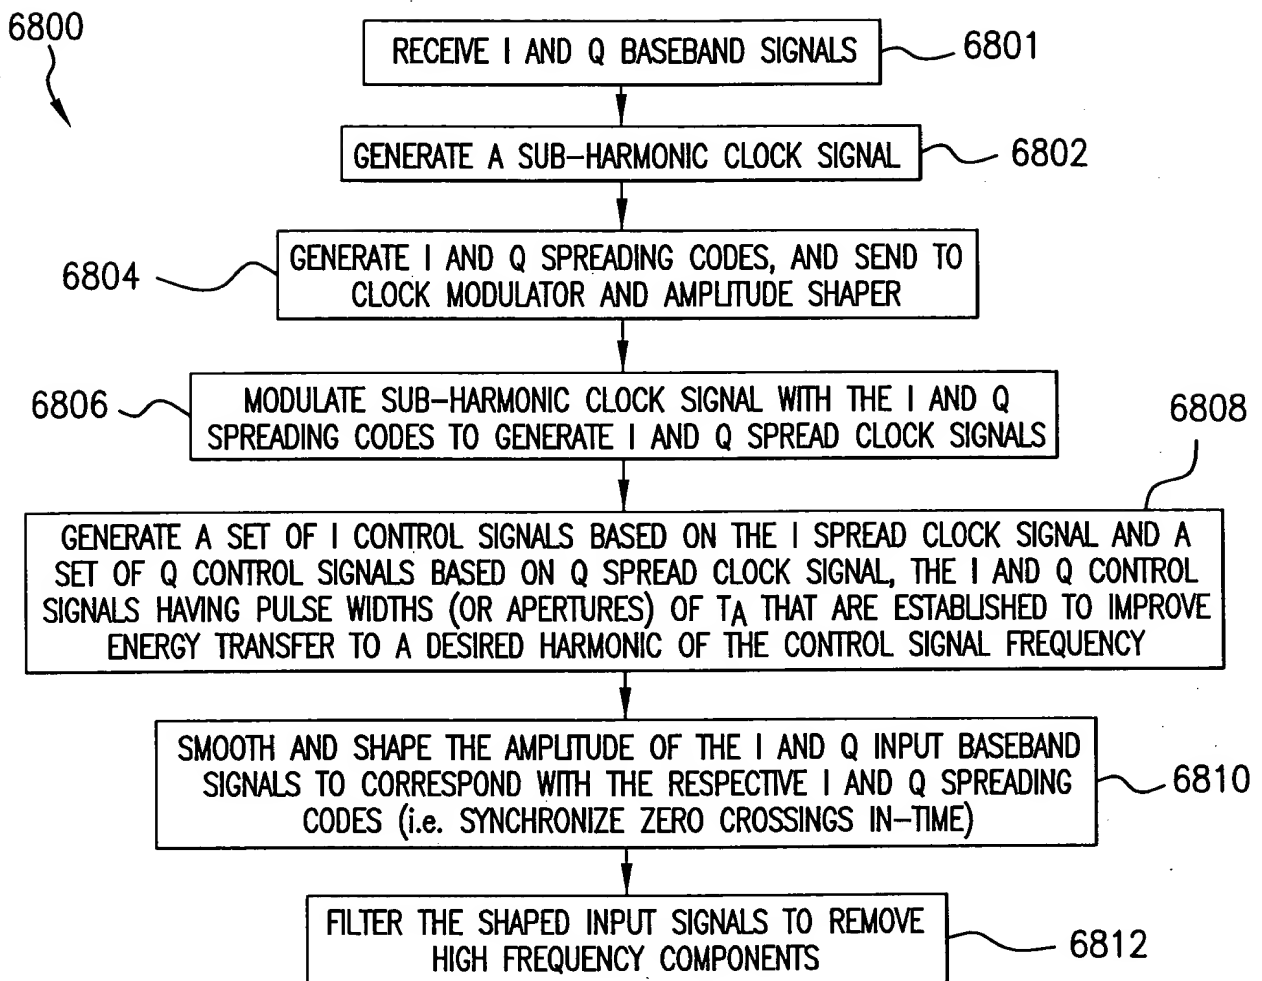 6800
RECEIVE I AND Q BASEBAND SIGNALS
6801
GENERATE A SUB-HARMONIC CLOCK SIGNAL
6802
GENERATE I AND Q SPREADING CODES, AND SEND TO
CLOCK MODULATOR AND AMPLITUDE SHAPER
6804
MODULATE SUB-HARMONIC CLOCK SIGNAL WITH THE I AND Q
SPREADING CODES TO GENERATE I AND Q SPREAD CLOCK SIGNALS
6806
6808
GENERATE A SET OF I CONTROL SIGNALS BASED ON THE I SPREAD CLOCK SIGNAL AND A
SET OF Q CONTROL SIGNALS BASED ON Q SPREAD CLOCK SIGNAL, THE I AND Q CONTROL
SIGNALS HAVING PULSE WIDTHS (OR APERTURES) OF TA THAT ARE ESTABLISHED TO IMPROVE
ENERGY TRANSFER TO A DESIRED HARMONIC OF THE CONTROL SIGNAL FREQUENCY
SMOOTH AND SHAPE THE AMPLITUDE OF THE I AND Q INPUT BASEBAND
SIGNALS TO CORRESPOND WITH THE RESPECTIVE I AND Q SPREADING
CODES (i.e. SYNCHRONIZE ZERO CROSSINGS IN-TIME)
6810
FILTER THE SHAPED INPUT SIGNALS TO REMOVE
HIGH FREQUENCY COMPONENTS
6812